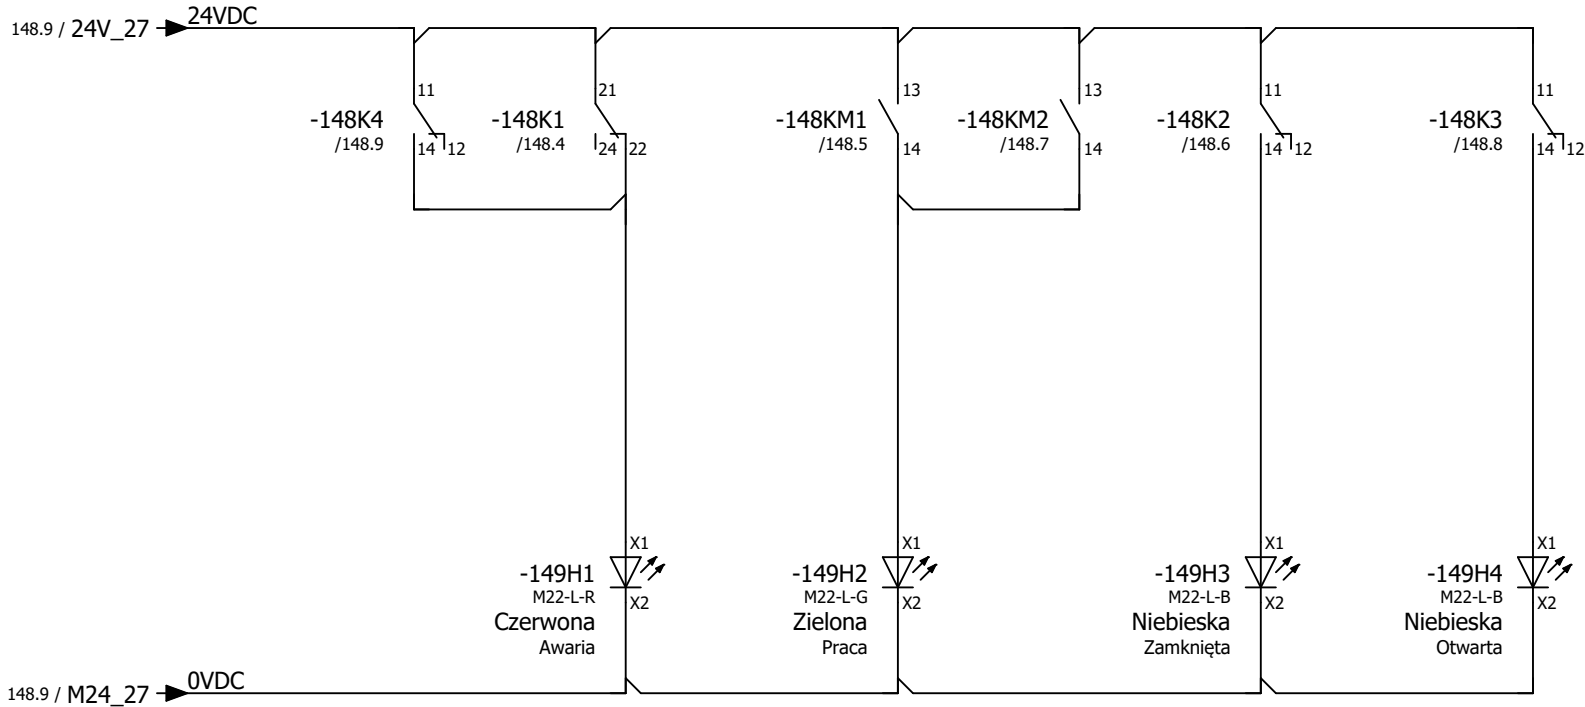 148.9 / 24V_27 24VDC
11
-148K4
/148.9
14 12
21
-148K1
/148.4
24 22
13
-148KM1
/148.5
14
13
-148KM2
/148.7
14
11
-148K2
/148.6
14 12
11
-148K3
/148.8
14 12
X1
-149H1
M22-L-R
X2
Czerwona
Awaria
X1
-149H2
M22-L-G
X2
Zielona
Praca
X1
-149H3
M22-L-B
X2
Niebieska
Zamknięta
X1
-149H4
M22-L-B
X2
Niebieska
Otwarta
148.9 / M24_27 0VDC